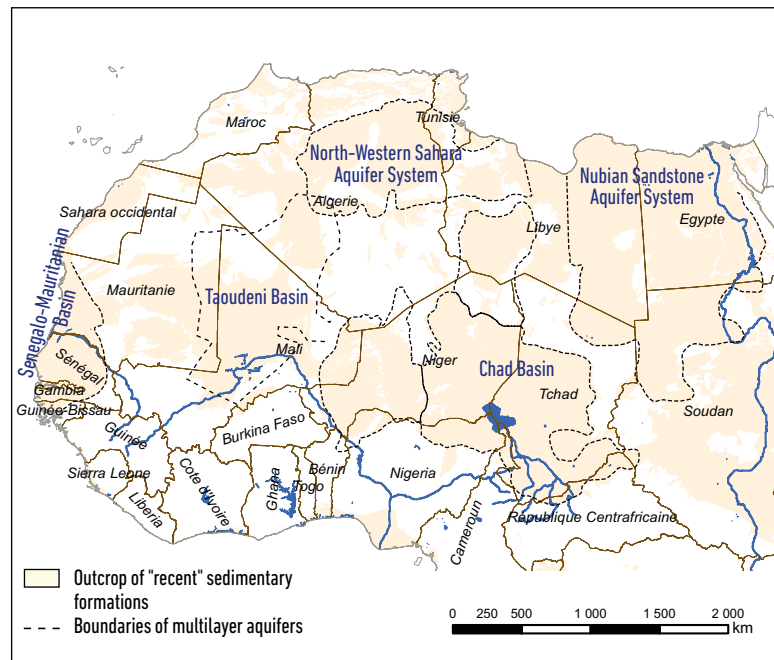 Maroc
Tunisie
North-Western Sahara
Aquifer System
Algerie
Nubian Sandstone
Aquifer System
Libye
Egypte
Sahara occidental
Senegalo-Mauritanian
Basin
Mauritanie
Taoudeni Basin
Mali
Niger
Chad Basin
Tchad
Soudan
Sénégal
Gambia
Guinée-Bissau
Guinée
Burkina Faso
Sierra Leone
Liberia
Cote d'Ivoire
Ghana
Togo
Bénin
Nigeria
Cameroun
République Centrafricaine
Outcrop of "recent" sedimentary
formations
Boundaries of multilayer aquifers
0 250 500 1 000 1 500 2 000
km